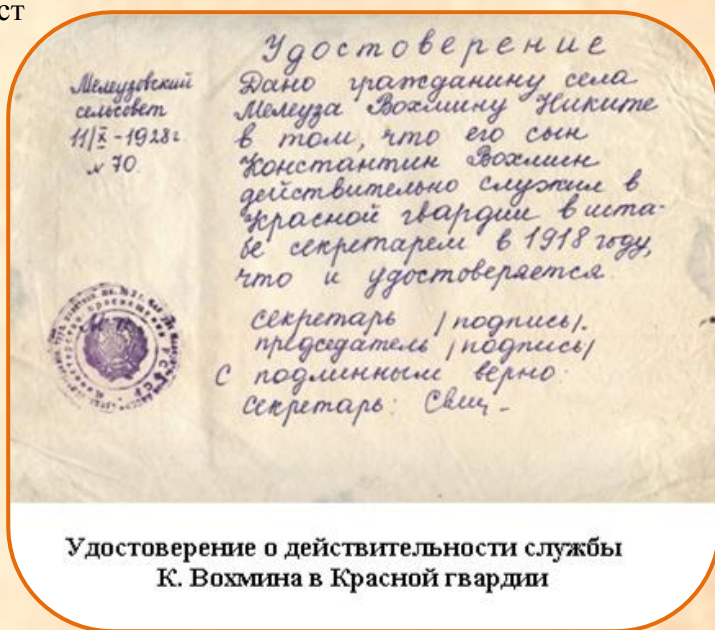 ст
Удостоверение
Мелеузовский
сельсовет
11/X - 1928г
№ 70
Дано гражданину села
Мелеуза Вохмину Никите
в том, что его сын
Константин Вохмин
действительно служил в
красной гвардии в шта-
бе секретарем в 1918 году,
что и удостоверяется.
секретарь /подпись/.
председатель /подпись/
С подлинным верно:
секретарь:
Удостоверение о действительности службы
К. Вохмина в Красной гвардии